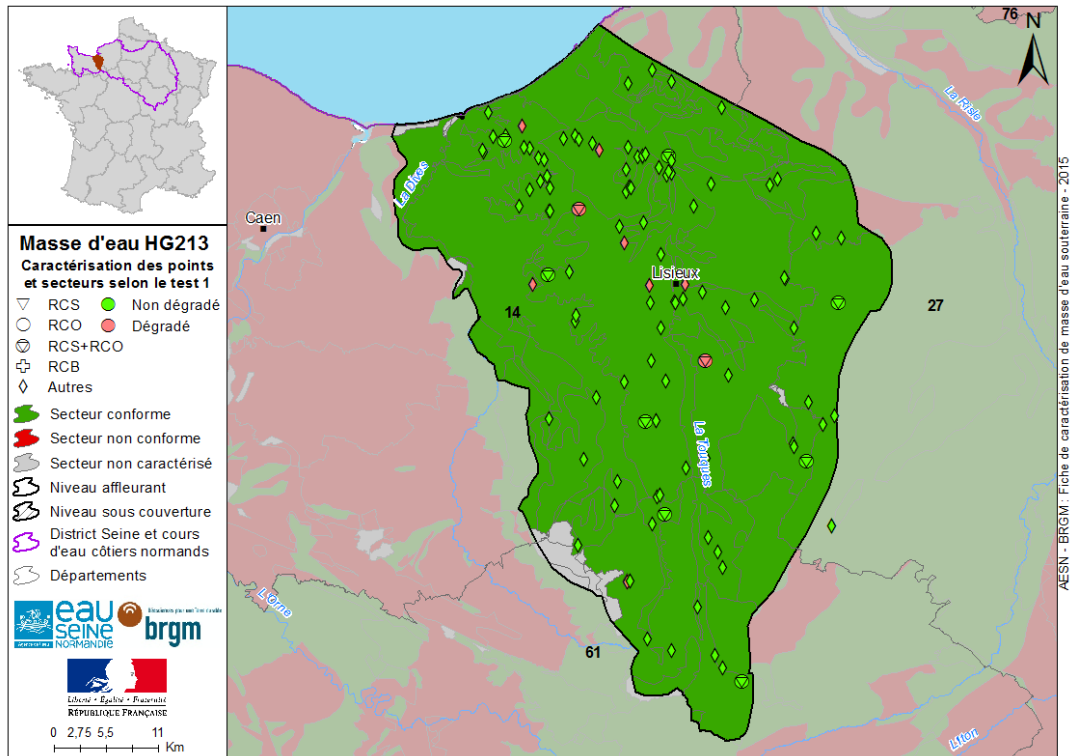 Masse d'eau HG213
Caractérisation des points
et secteurs selon le test 1
RCS
Non dégradé
RCO
Dégradé
RCS+RCO
RCB
Autres
Secteur conforme
Secteur non conforme
Secteur non caractérisé
Niveau affleurant
Niveau sous couverture
District Seine et cours
d'eau côtiers normands
Départements
eau
SEINE
NORMANDIE
brgm
Liberté • Égalité • Fraternité
RÉPUBLIQUE FRANÇAISE
0 2,75 5,5 11
Km
76
N
La Risle
La Dives
Caen
Lisieux
14
27
La Touques
L'Orne
61
L'Iton
AESN - BRGM : Fiche de caractérisation de masse d'eau souterraine - 2015